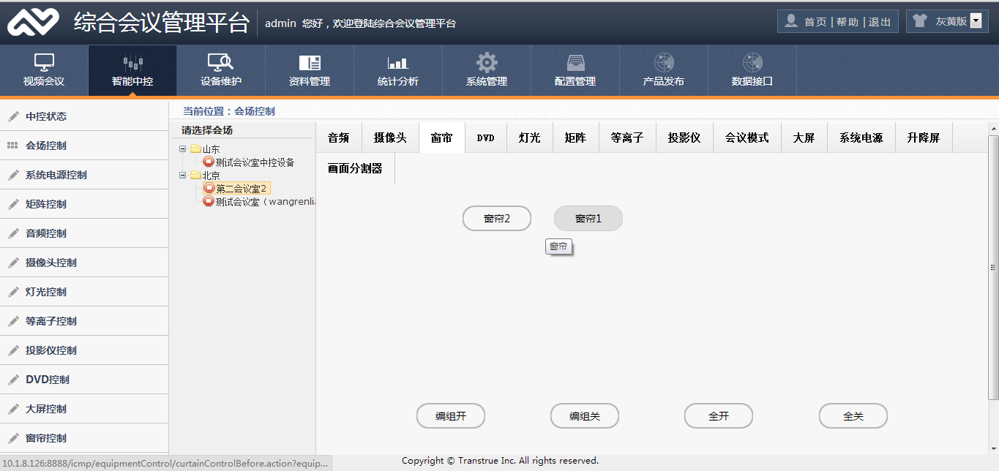 综合会议管理平台
admin 您好，欢迎登陆综合会议管理平台
首页 | 帮助 | 退出
灰黄版
视频会议 智能中控 设备维护 资料管理 统计分析 系统管理 配置管理 产品发布 数据接口
中控状态
会场控制
系统电源控制
矩阵控制
音频控制
摄像头控制
灯光控制
等离子控制
投影仪控制
DVD控制
大屏控制
窗帘控制
当前位置：会场控制
请选择会场
山东
测试会议室中控设备
北京
第二会议室2
测试会议室（wangrenli
音频 摄像头 窗帘 DVD 灯光 矩阵 等离子 投影仪 会议模式 大屏 系统电源 升降屏
画面分割器
窗帘2 窗帘1
窗帘
编组开 编组关 全开 全关
Copyright © Transtrue Inc. All rights reserved.
10.1.8.126:8888/icmp/equipmentControl/curtainControlBefore.action?equip...